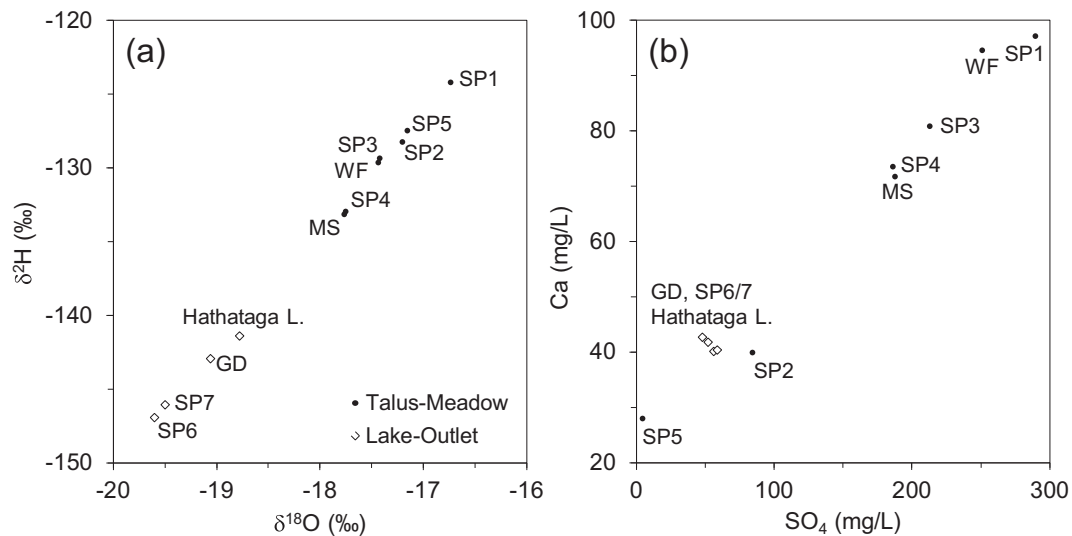 (a)
-120
-130
-140
-150
δ²H (‰)
-20
-19
-18
-17
-16
δ¹⁸O (‰)
SP1
SP5
SP2
SP3
WF
SP4
MS
Hathataga L.
GD
SP7
SP6
Talus-Meadow
Lake-Outlet
(b)
100
80
60
40
20
Ca (mg/L)
0
100
200
300
SO₄ (mg/L)
WF
SP1
SP3
SP4
MS
GD, SP6/7
Hathataga L.
SP2
SP5